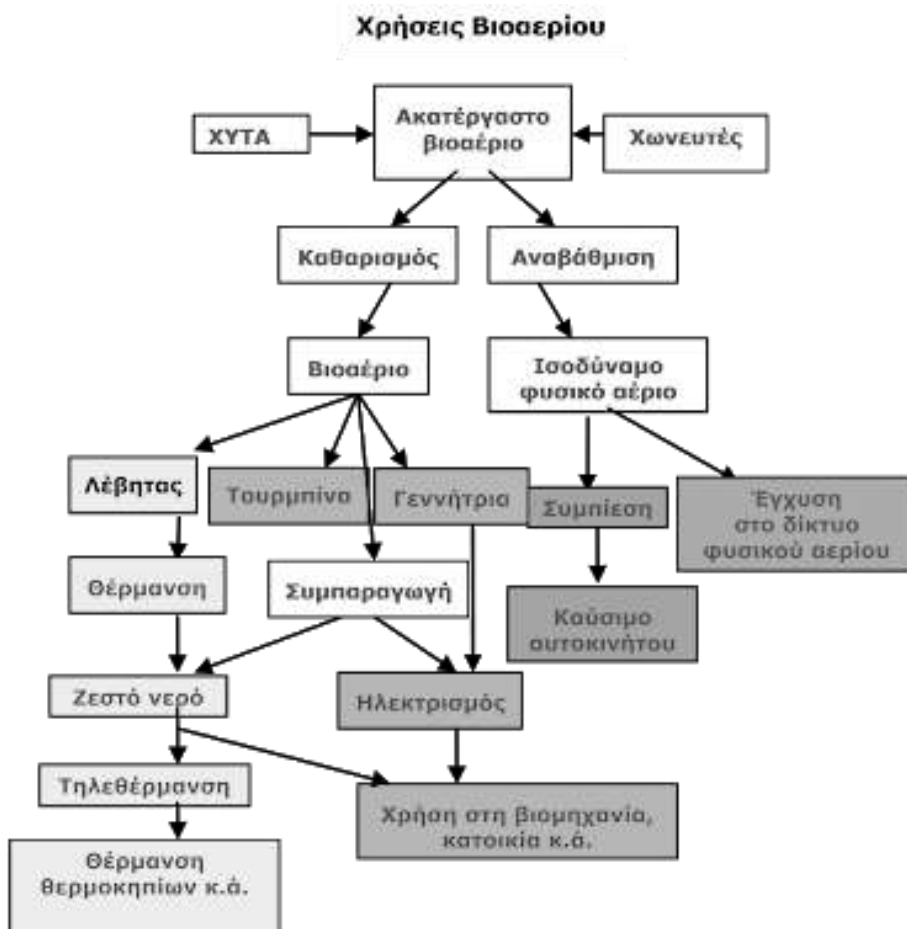 Χρήσεις Βιοαερίου
ΧΥΤΑ
Ακατέργαστο
βιοαέριο
Χωνευτές
Καθαρισμός
Αναβάθμιση
Βιοαέριο
Ισοδύναμο
φυσικό αέριο
Λέβητας
Τουρμπίνα
Γεννήτρια
Συμπίεση
Έγχυση
στο δίκτυο
φυσικού αερίου
Θέρμανση
Συμπαραγωγή
Καύσιμο
αυτοκινήτου
Ζεστό νερό
Ηλεκτρισμός
Τηλεθέρμανση
Χρήση στη βιομηχανία,
κατοικία κ.ά.
Θέρμανση
θερμοκηπίων κ.ά.